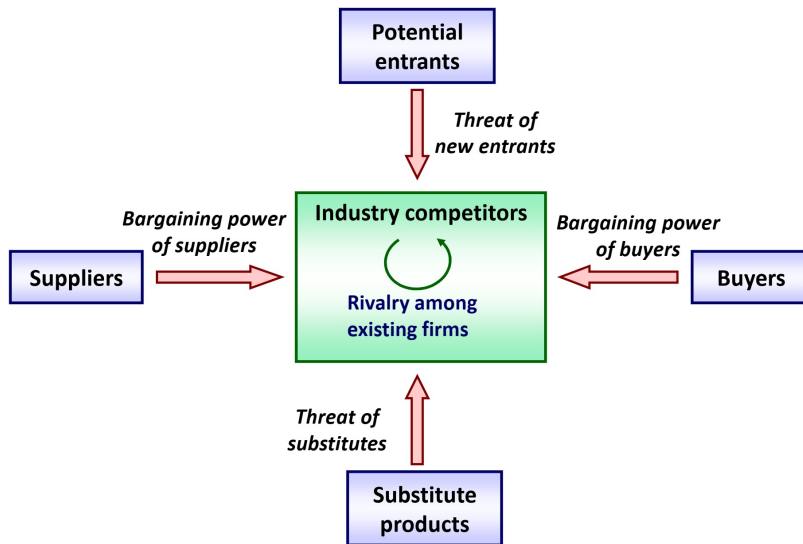 Potential
entrants
Threat of
new entrants
Bargaining power
of suppliers
Industry competitors
Bargaining power
of buyers
Suppliers
Buyers
Rivalry among
existing firms
Threat of
substitutes
Substitute
products